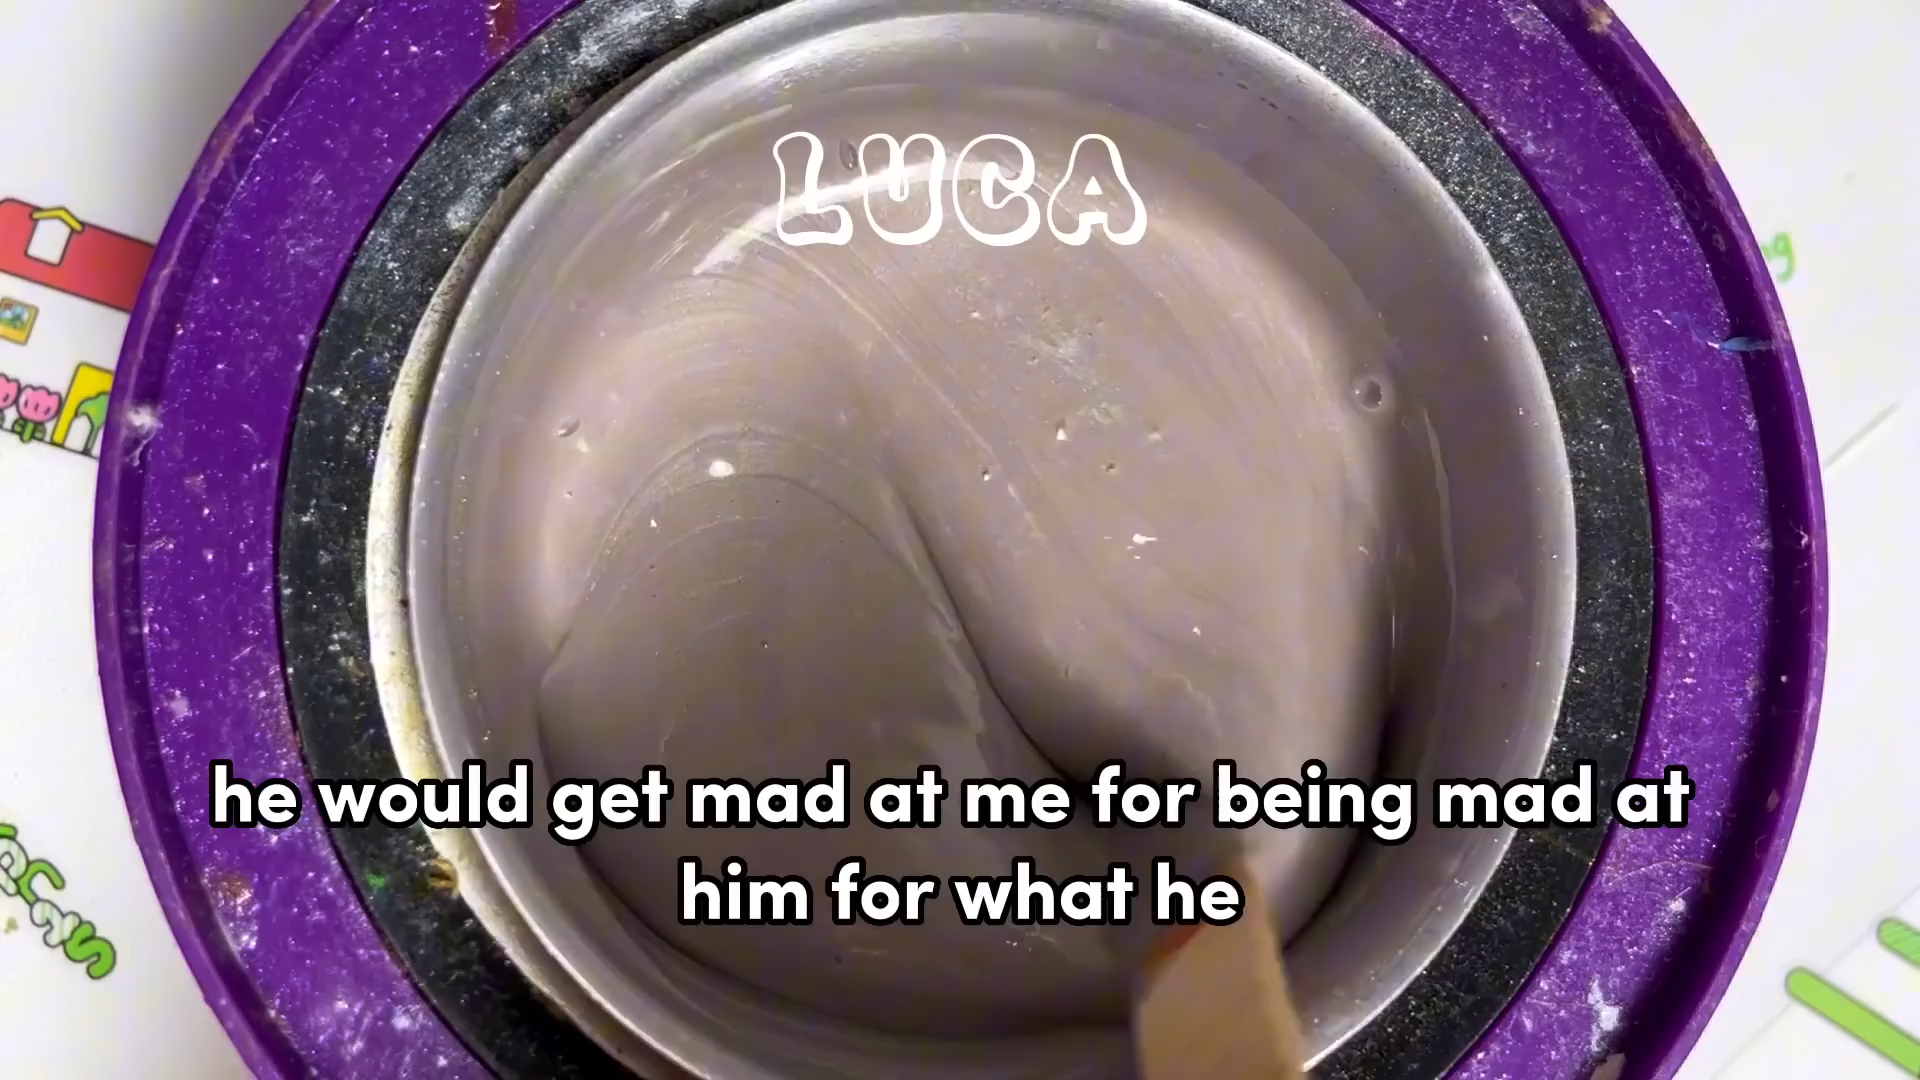 LUCA
he would get mad at me for being mad at
him for what he